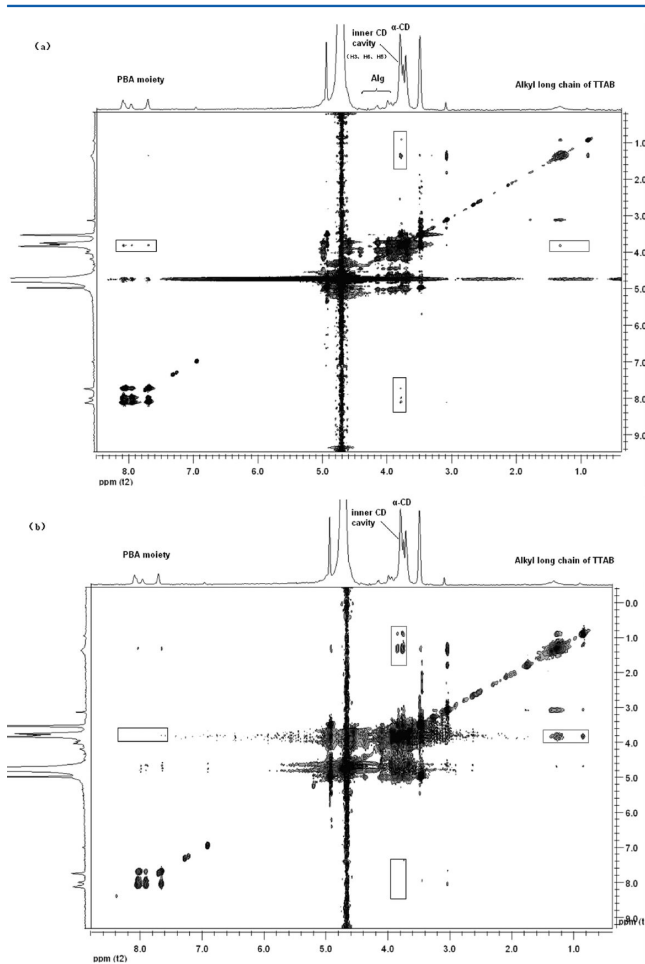 (a)
α-CD
inner CD
cavity
(H3, H6, H5)
PBA moiety
Alg
Alkyl long chain of TTAB
1.0
2.0
3.0
4.0
5.0
6.0
7.0
8.0
9.0
8.0 7.0 6.0 5.0 4.0 3.0 2.0 1.0
ppm (t2)
(b)
α-CD
inner CD
cavity
PBA moiety
Alkyl long chain of TTAB
0.0
1.0
2.0
3.0
4.0
5.0
6.0
7.0
8.0
9.0
ppm (t
8.0 7.0 6.0 5.0 4.0 3.0 2.0 1.0
ppm (t2)